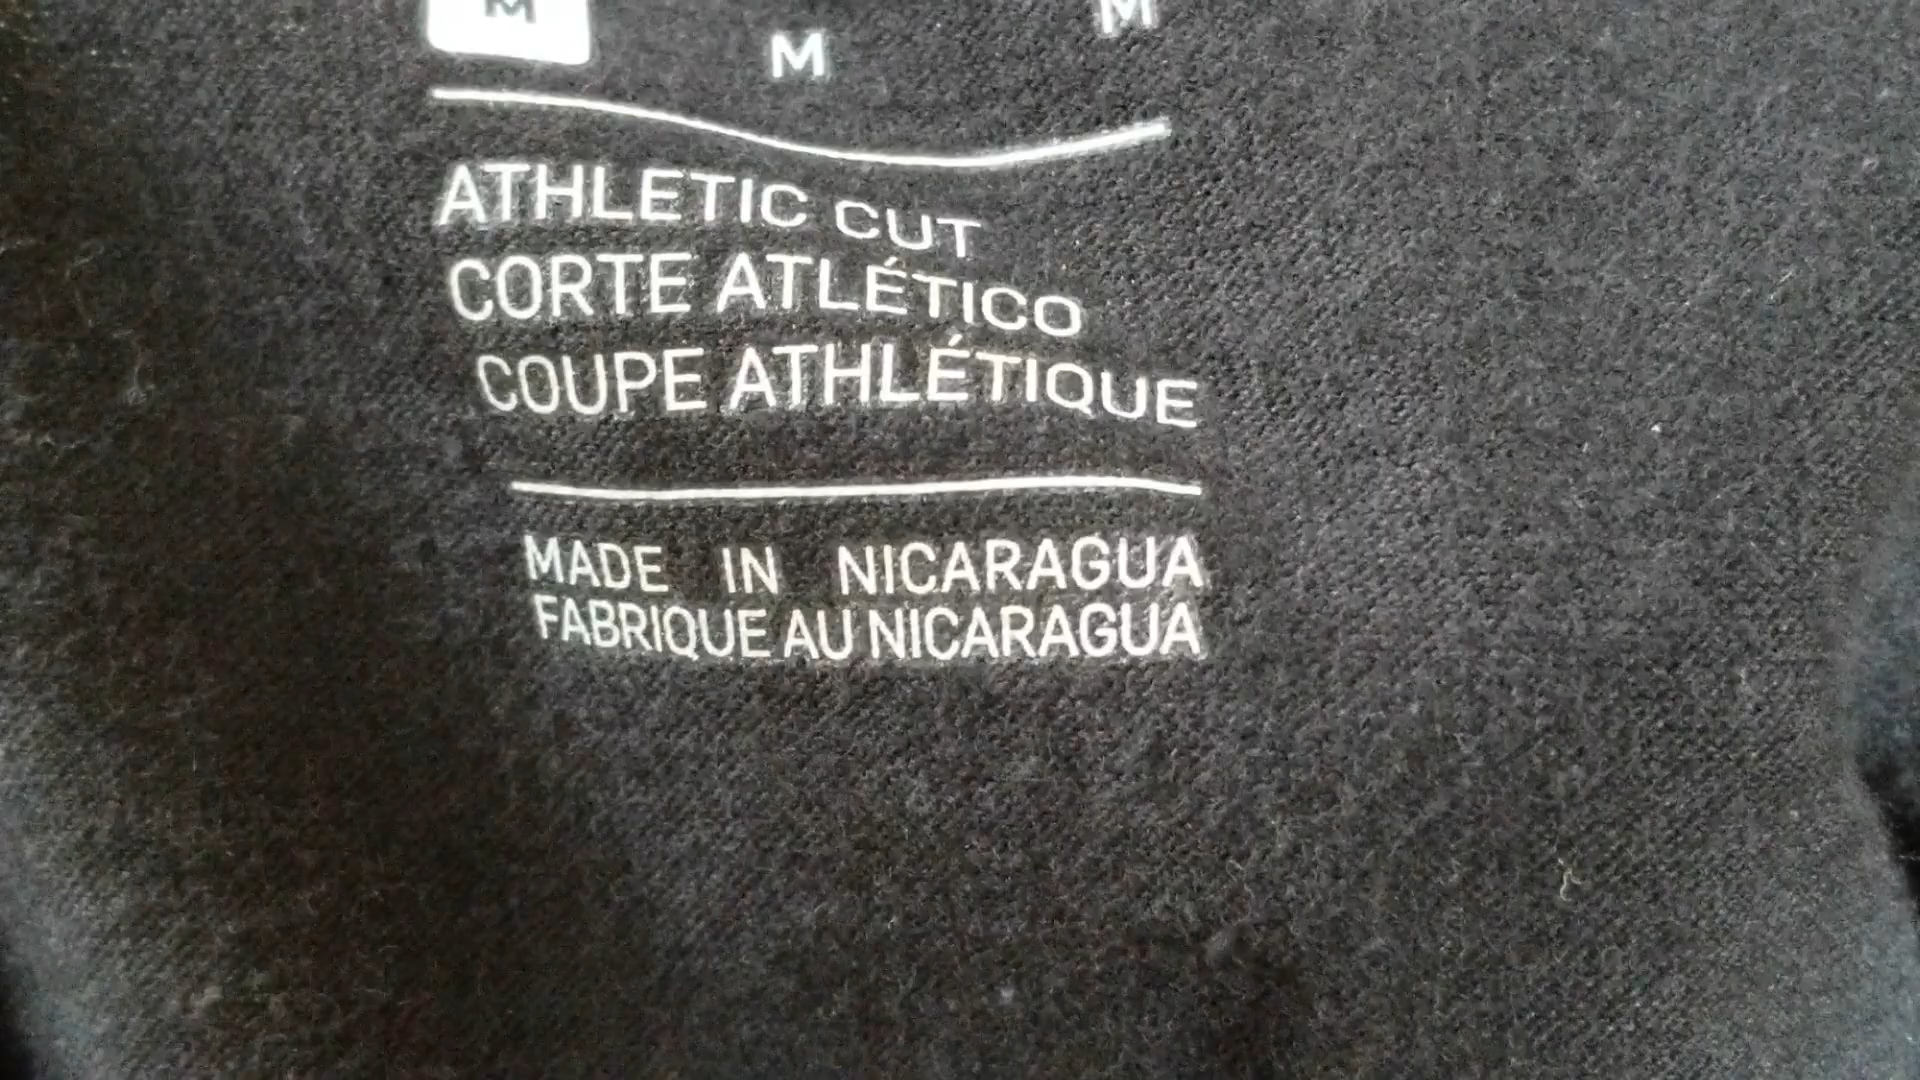 M M M
ATHLETIC CUT
CORTE ATLÉTICO
COUPE ATHLÉTIQUE
MADE IN NICARAGUA
FABRIQUE AU NICARAGUA